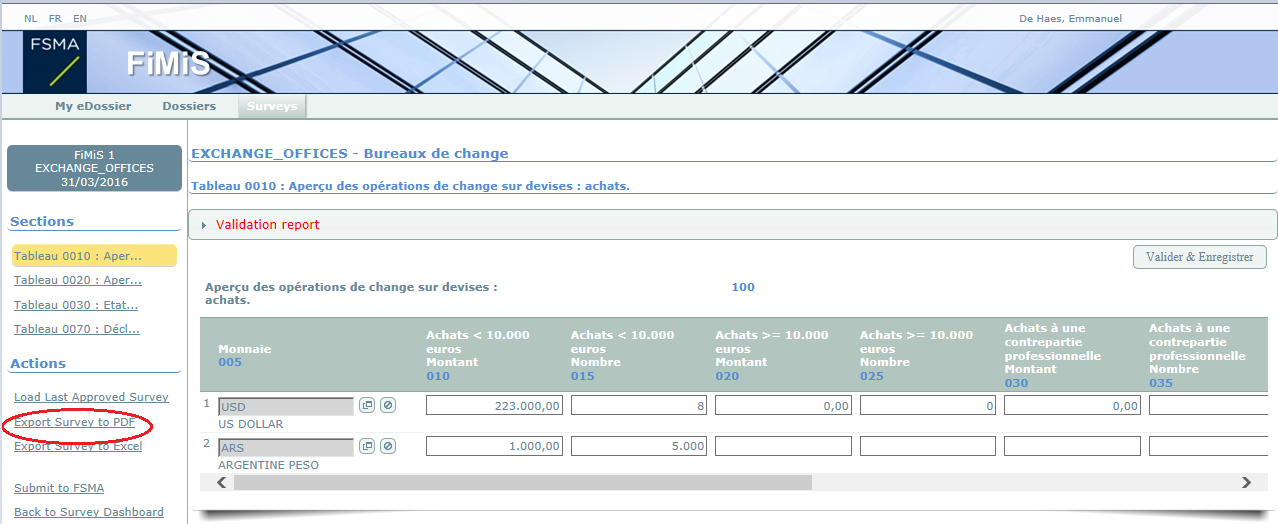 NL FR EN
De Haes, Emmanuel
FSMA
FiMiS
My eDossier Dossiers Surveys
FiMiS 1
EXCHANGE_OFFICES
31/03/2016
Sections
Tableau 0010 : Aper...
Tableau 0020 : Aper...
Tableau 0030 : Etat...
Tableau 0070 : Décl...
Actions
Load Last Approved Survey
Export Survey to PDF
Export Survey to Excel
Submit to FSMA
Back to Survey Dashboard
EXCHANGE_OFFICES - Bureaux de change
Tableau 0010 : Aperçu des opérations de change sur devises : achats.
Validation report
Valider & Enregistrer
Aperçu des opérations de change sur devises :
achats.
100
Monnaie
005
Achats < 10.000
euros
Montant
010
Achats < 10.000
euros
Nombre
015
Achats >= 10.000
euros
Montant
020
Achats >= 10.000
euros
Nombre
025
Achats à une
contrepartie
professionnelle
Montant
030
Achats à une
contrepartie
professionnelle
Nombre
035
1 USD 223.000,00 8 0,00 0 0,00
US DOLLAR
2 ARS 1.000,00 5.000
ARGENTINE PESO